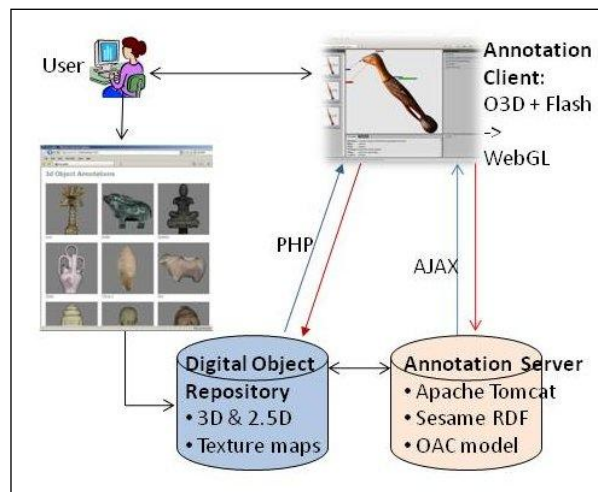 User
Annotation
Client:
O3D + Flash
->
WebGL
3d Object Annotations
PHP
AJAX
Digital Object
Repository
• 3D & 2.5D
• Texture maps
Annotation Server
• Apache Tomcat
• Sesame RDF
• OAC model